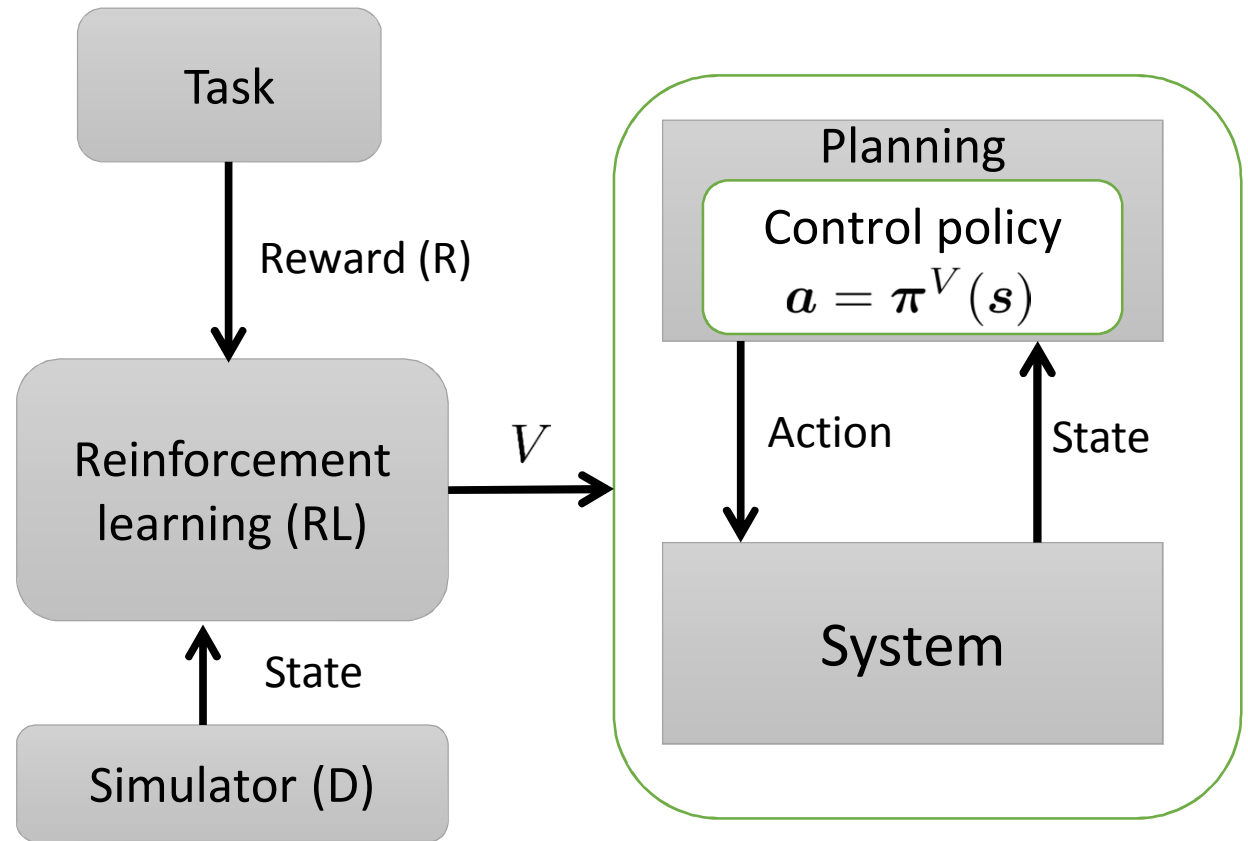 Task
Reward (R)
Reinforcement
learning (RL)
State
Simulator (D)
V
Planning
Control policy
a = π^V(s)
Action
State
System